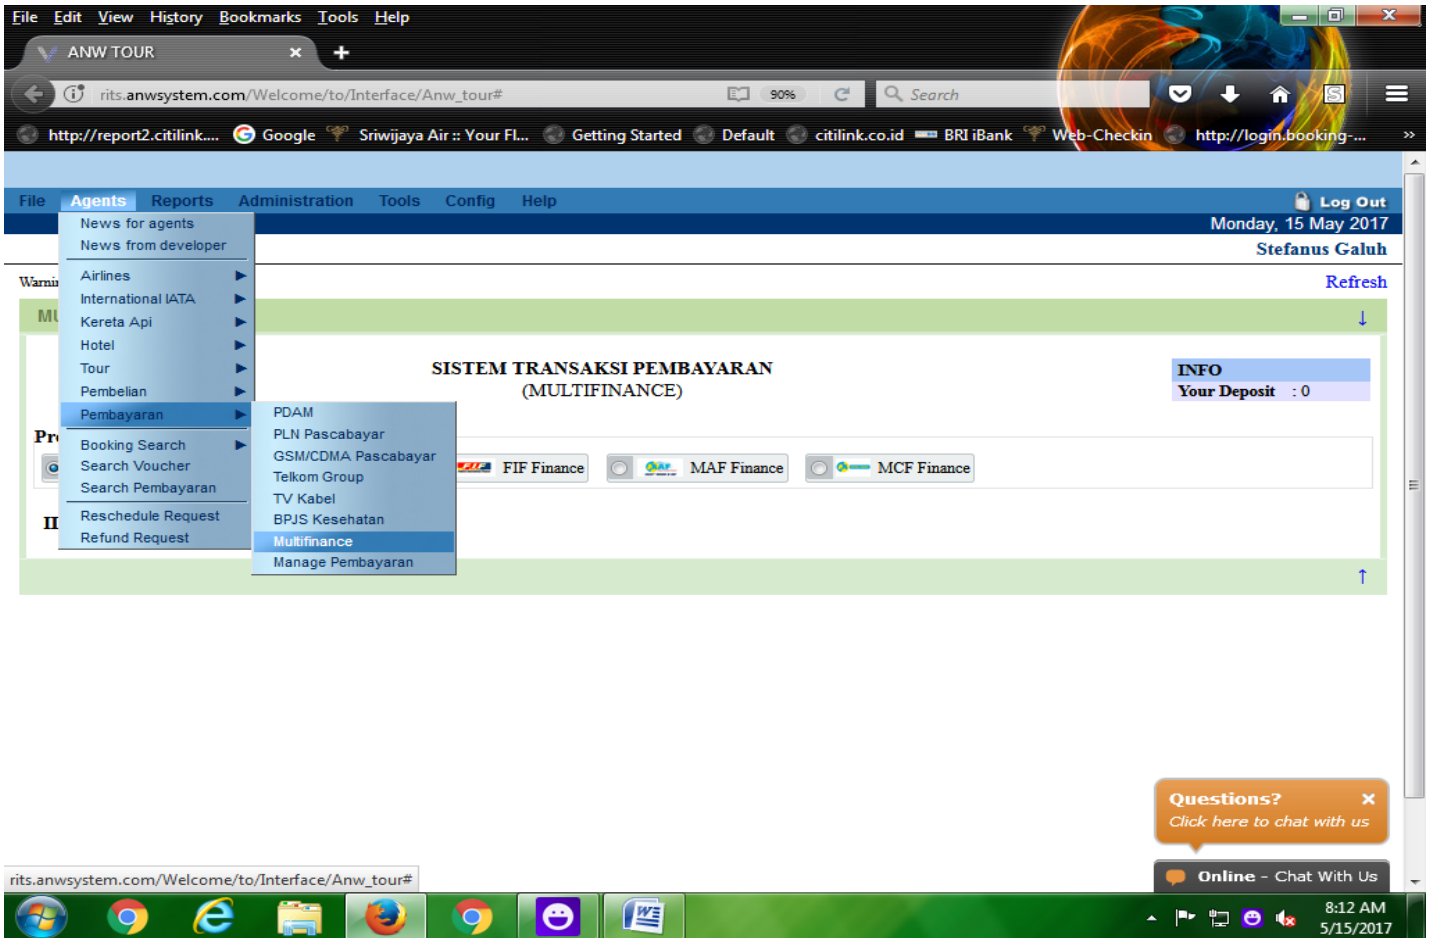 File Edit View History Bookmarks Tools Help
ANW TOUR
rits.anwsystem.com/Welcome/to/Interface/Anw_tour#
90%
Search
http://report2.citilink....
Google
Sriwijaya Air :: Your Fl...
Getting Started
Default
citilink.co.id
BRI iBank
Web-Checkin
http://login.booking-...
File Agents Reports Administration Tools Config Help
Log Out
Monday, 15 May 2017
Stefanus Galuh
Refresh
News for agents
News from developer
Airlines
International IATA
Kereta Api
Hotel
Tour
Pembelian
Pembayaran
Booking Search
Search Voucher
Search Pembayaran
Reschedule Request
Refund Request
PDAM
PLN Pascabayar
GSM/CDMA Pascabayar
Telkom Group
TV Kabel
BPJS Kesehatan
Multifinance
Manage Pembayaran
SISTEM TRANSAKSI PEMBAYARAN
(MULTIFINANCE)
INFO
Your Deposit : 0
FIF Finance
MAF Finance
MCF Finance
Questions?
Click here to chat with us
rits.anwsystem.com/Welcome/to/Interface/Anw_tour#
Online - Chat With Us
8:12 AM
5/15/2017